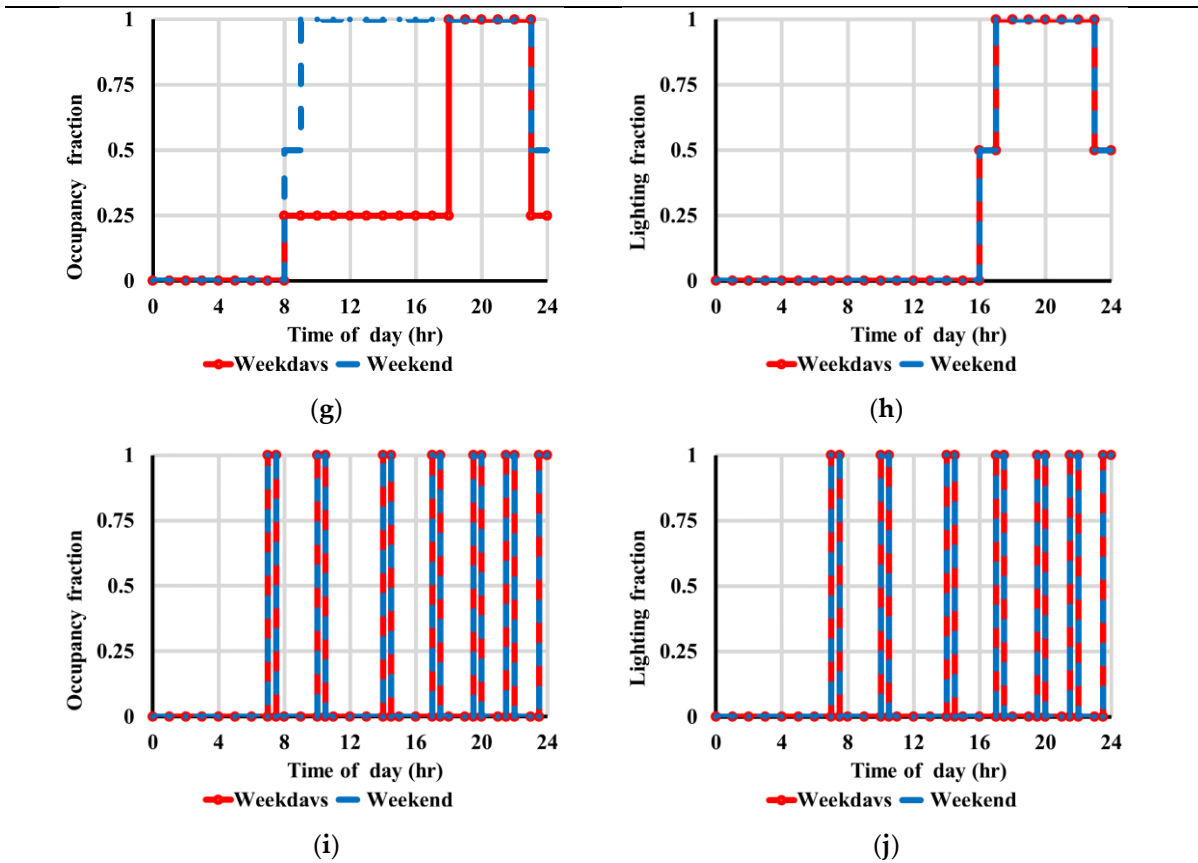 1
0.75
0.5
0.25
0
Occupancy fraction
0 4 8 12 16 20 24
Time of day (hr)
Weekdavs Weekend
(g)
1
0.75
0.5
0.25
0
Lighting fraction
0 4 8 12 16 20 24
Time of day (hr)
Weekdavs Weekend
(h)
1
0.75
0.5
0.25
0
Occupancy fraction
0 4 8 12 16 20 24
Time of day (hr)
Weekdavs Weekend
(i)
1
0.75
0.5
0.25
0
Lighting fraction
0 4 8 12 16 20 24
Time of day (hr)
Weekdavs Weekend
(j)